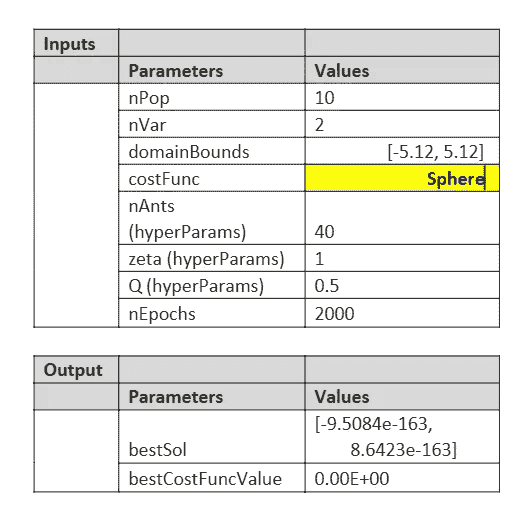 Inputs
Parameters Values
nPop 10
nVar 2
domainBounds [-5.12, 5.12]
costFunc Sphere
nAnts
(hyperParams) 40
zeta (hyperParams) 1
Q (hyperParams) 0.5
nEpochs 2000
Output
Parameters Values
[-9.5084e-163,
bestSol 8.6423e-163]
bestCostFuncValue 0.00E+00